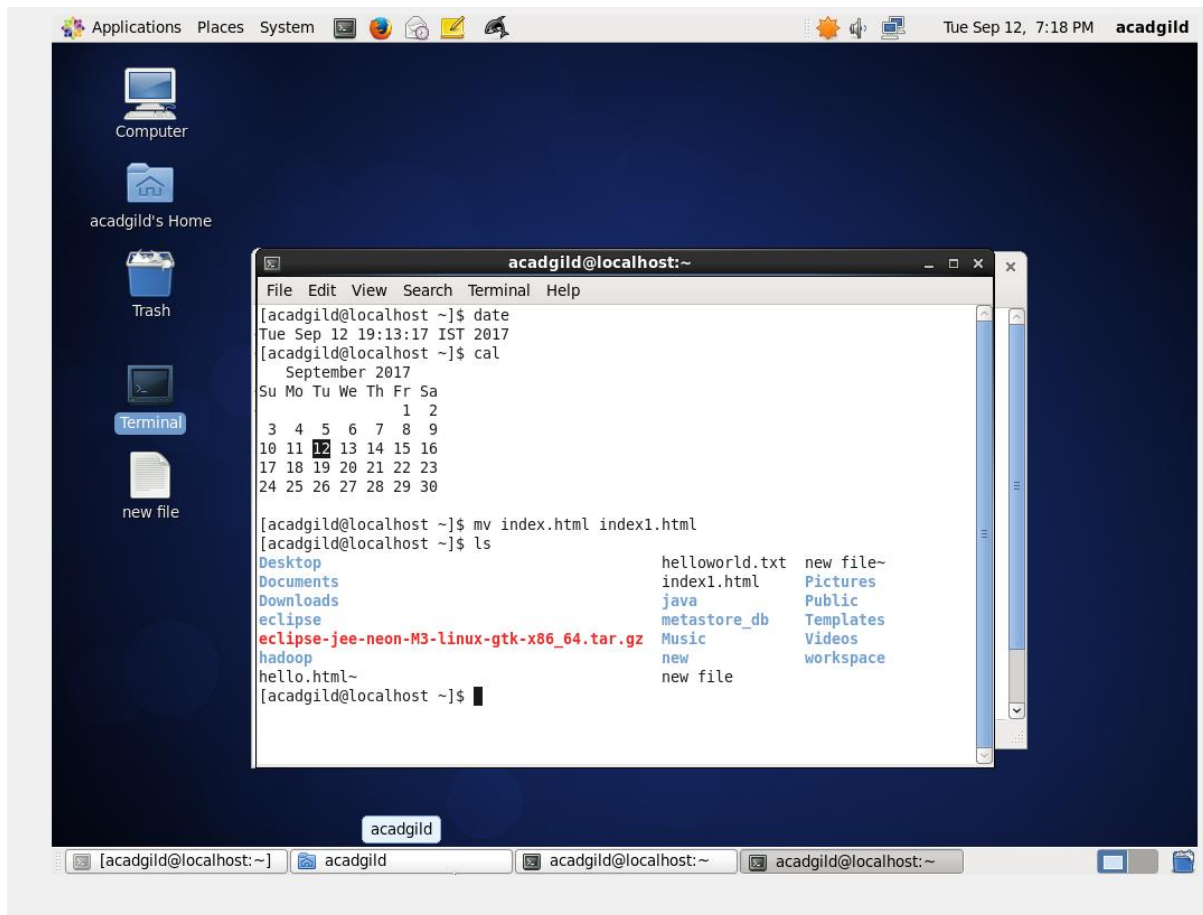 Applications Places System Tue Sep 12, 7:18 PM acadgild
Computer
acadgild's Home
Trash
Terminal
new file
acadgild@localhost:~
File Edit View Search Terminal Help
[acadgild@localhost ~]$ date
Tue Sep 12 19:13:17 IST 2017
[acadgild@localhost ~]$ cal
September 2017
Su Mo Tu We Th Fr Sa
1 2
3 4 5 6 7 8 9
10 11 12 13 14 15 16
17 18 19 20 21 22 23
24 25 26 27 28 29 30
[acadgild@localhost ~]$ mv index.html index1.html
[acadgild@localhost ~]$ ls
Desktop helloworld.txt new file~
Documents index1.html Pictures
Downloads java Public
eclipse metastore_db Templates
eclipse-jee-neon-M3-linux-gtk-x86_64.tar.gz Music Videos
hadoop new workspace
hello.html~ new file
[acadgild@localhost ~]$
acadgild
[acadgild@localhost:~] acadgild acadgild@localhost:~ acadgild@localhost:~